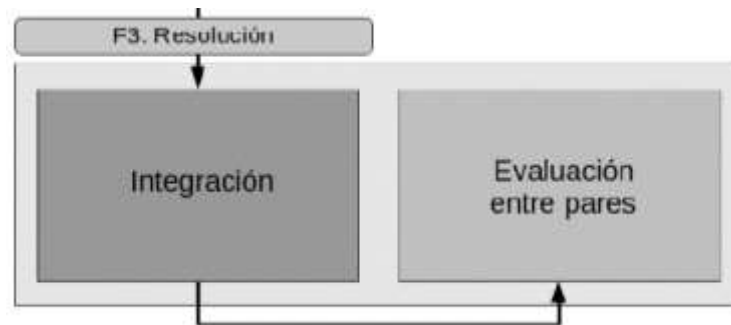 F3. Resolución
Integración
Evaluación
entre pares